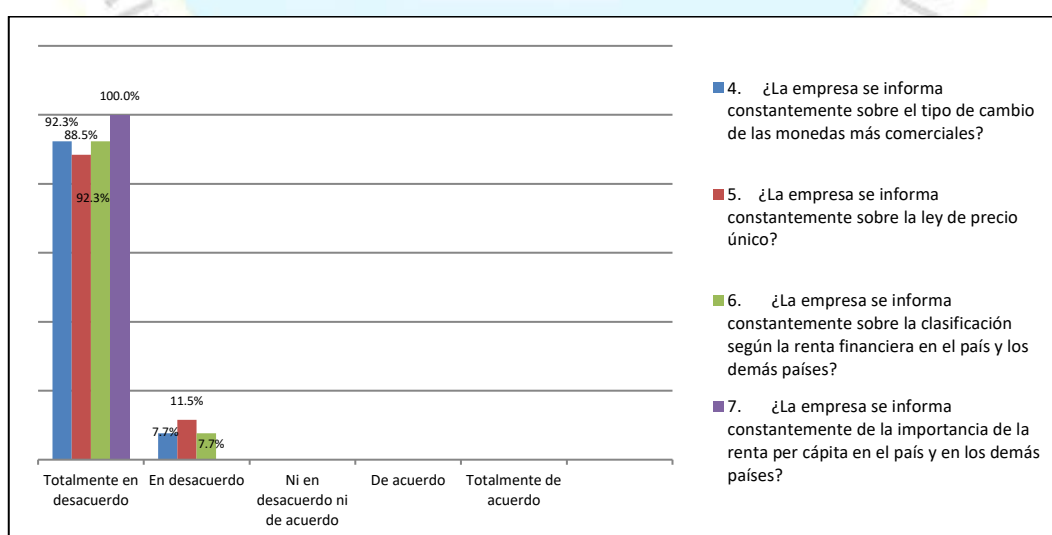 100.0%
92.3%
88.5%
92.3%
11.5%
7.7%
7.7%
Totalmente en
desacuerdo
En desacuerdo
Ni en
desacuerdo ni
de acuerdo
De acuerdo
Totalmente de
acuerdo
4. ¿La empresa se informa
constantemente sobre el tipo de cambio
de las monedas más comerciales?
5. ¿La empresa se informa
constantemente sobre la ley de precio
único?
6. ¿La empresa se informa
constantemente sobre la clasificación
según la renta financiera en el país y los
demás países?
7. ¿La empresa se informa
constantemente de la importancia de la
renta per cápita en el país y en los demás
países?